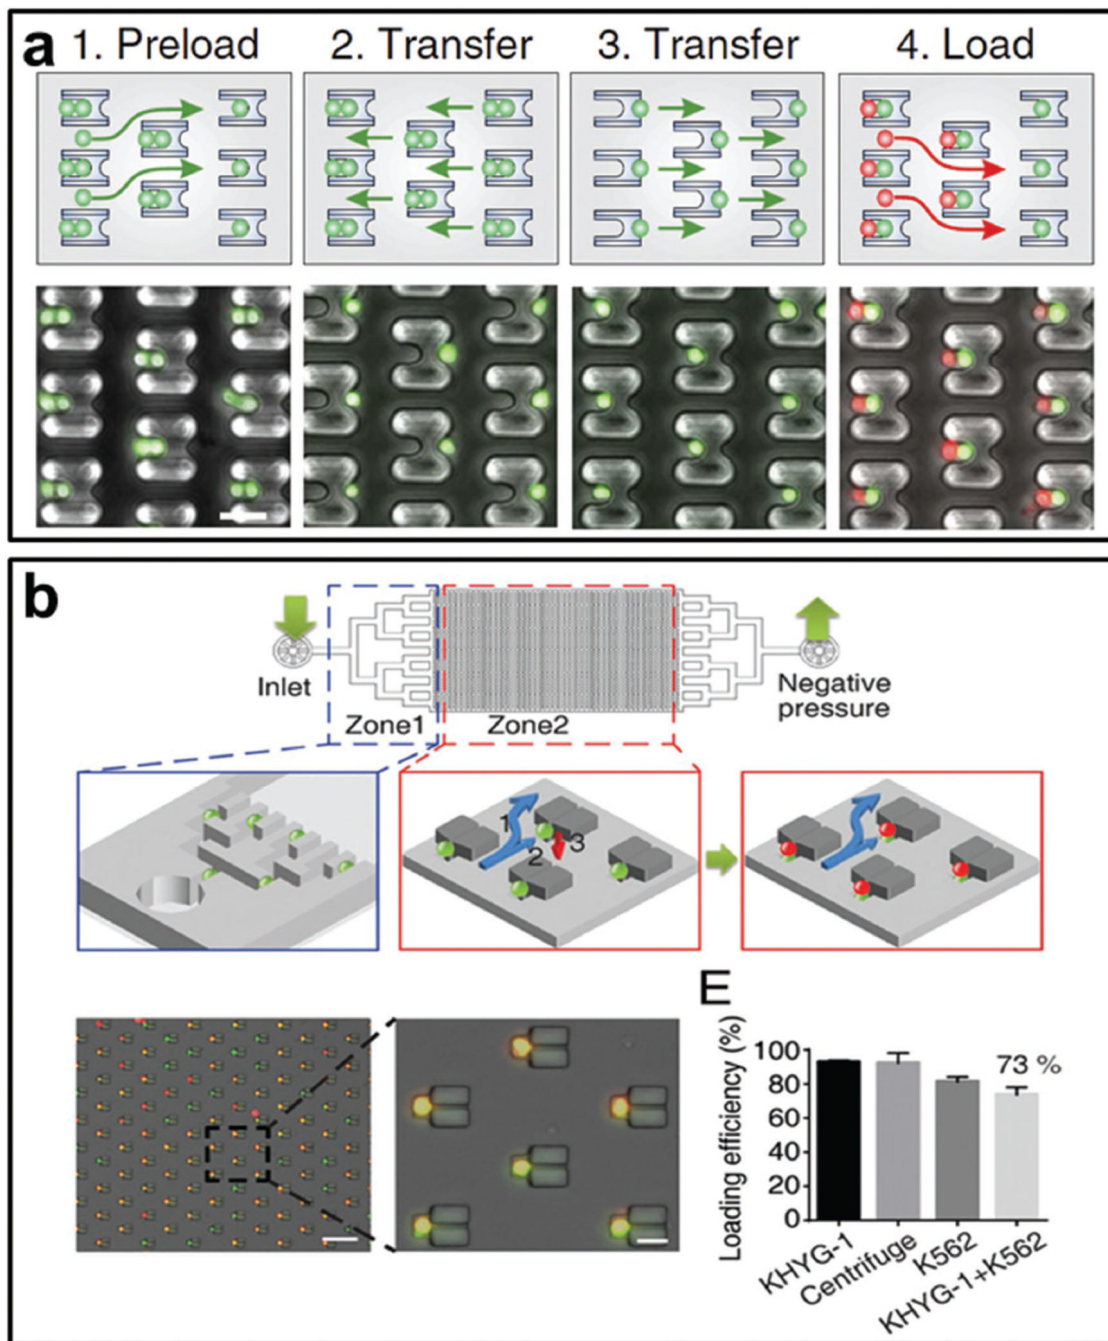 a
1. Preload
2. Transfer
3. Transfer
4. Load
b
Inlet
Zone1
Zone2
Negative
pressure
1
2
3
E
Loading efficiency (%)
100
80
60
40
20
0
73 %
KHYG-1
Centrifuge
K562
KHYG-1+K562